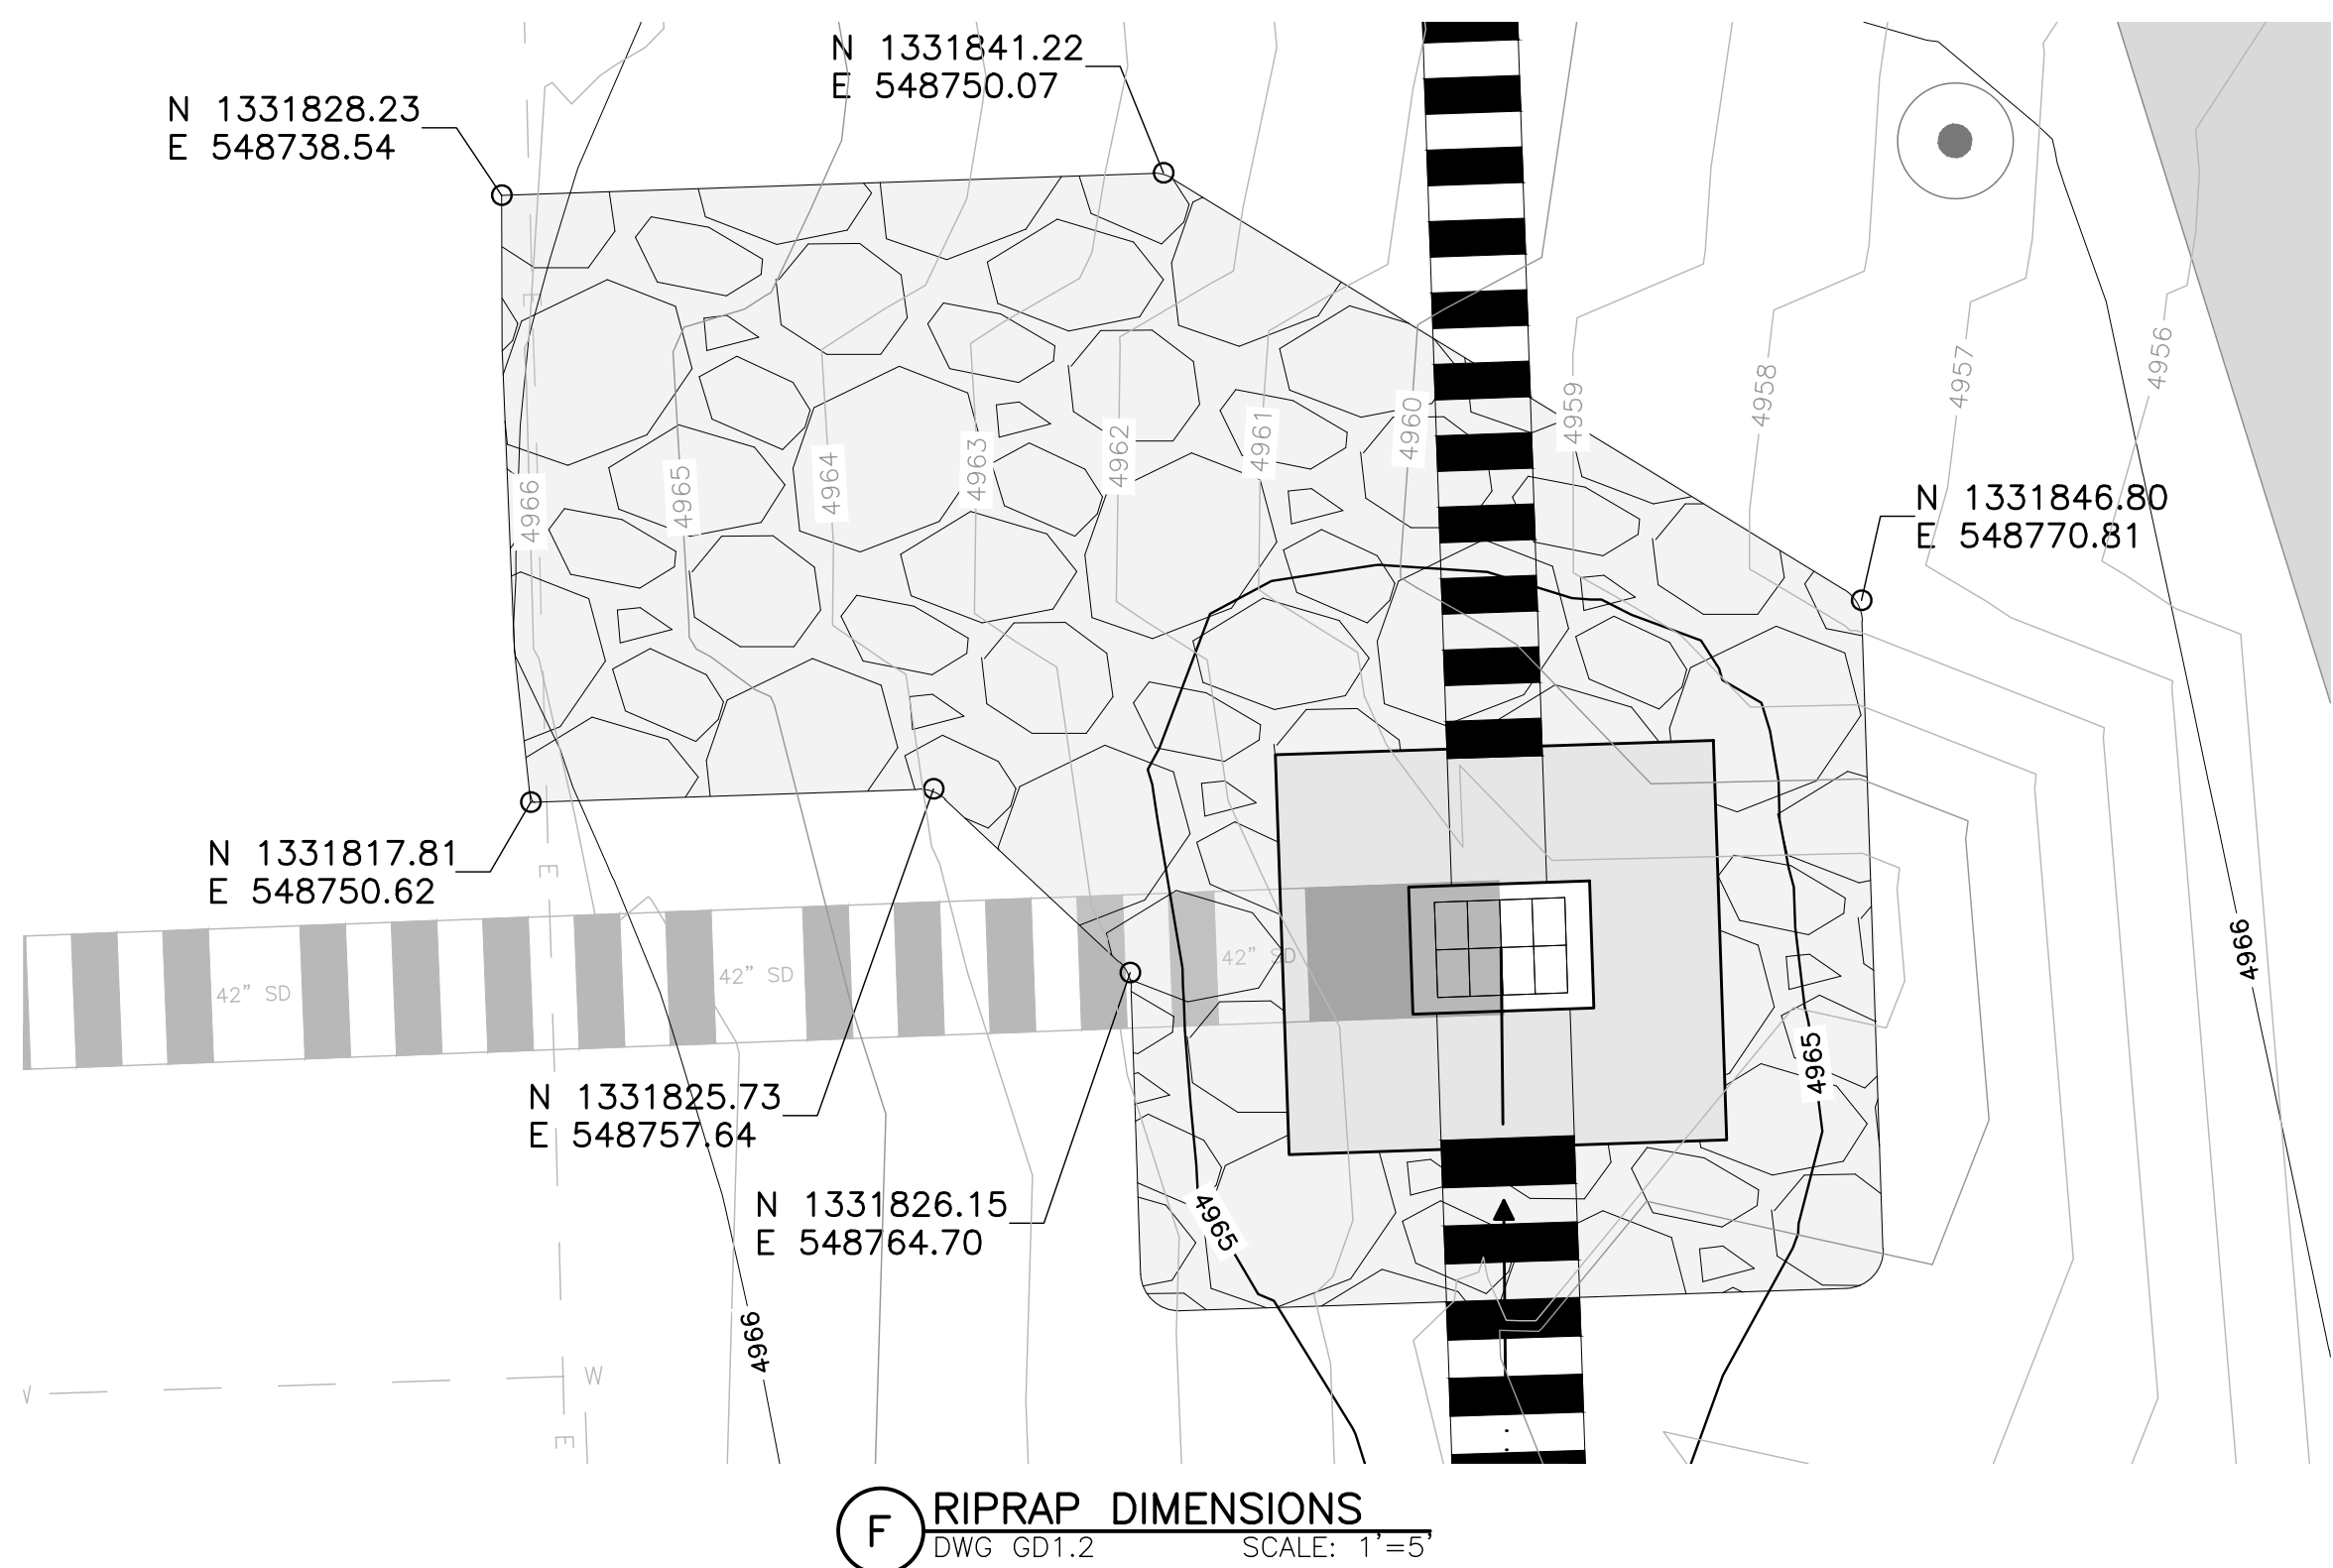 N 1331841.22
E 548750.07
N 1331828.23
E 548738.54
E
4956
4957
4958
4959
4960
4961
4962
4963
4964
4965
4966
N 1331846.80
E 548770.81
N 1331817.81
E 548750.62
E
42" SD
42" SD
42" SD
4966
4965
N 1331825.73
E 548757.64
N 1331826.15
E 548764.70
4965
4966
W
E
F
RIPRAP DIMENSIONS
DWG GD1.2 SCALE: 1'=5'